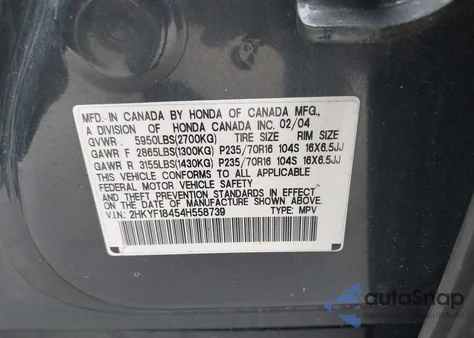 MFD. IN CANADA BY HONDA OF CANADA MFG.,
A DIVISION OF HONDA CANADA INC. 02/04
GVWR . 5950LBS(2700KG) TIRE SIZE RIM SIZE
GAWR F 2865LBS(1300KG) P235/70R16 104S 16X6.5JJ
GAWR R 3155LBS(1430KG) P235/70R16 104S 16X6.5JJ
THIS VEHICLE CONFORMS TO ALL APPLICABLE
FEDERAL MOTOR VEHICLE SAFETY
AND THEFT PREVENTION STANDARDS IN EFFECT
ON THE DATE OF MANUFACTURE SHOWN ABOVE.
V.I.N: 2HKYF18454H558739 TYPE: MPV
autoSnap